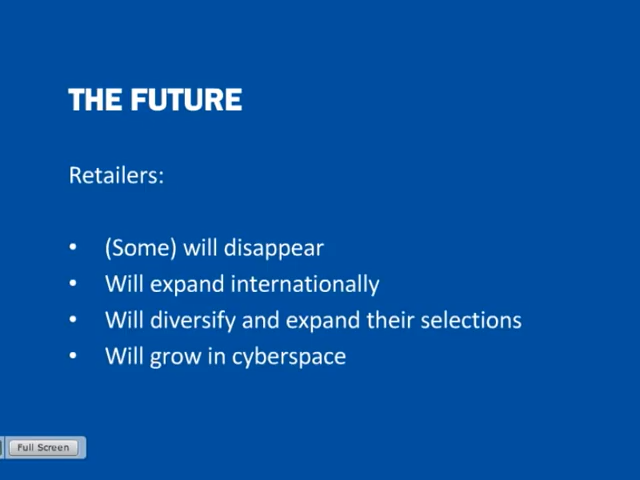 THE FUTURE
Retailers:
• (Some) will disappear
• Will expand internationally
• Will diversify and expand their selections
• Will grow in cyberspace
Full Screen